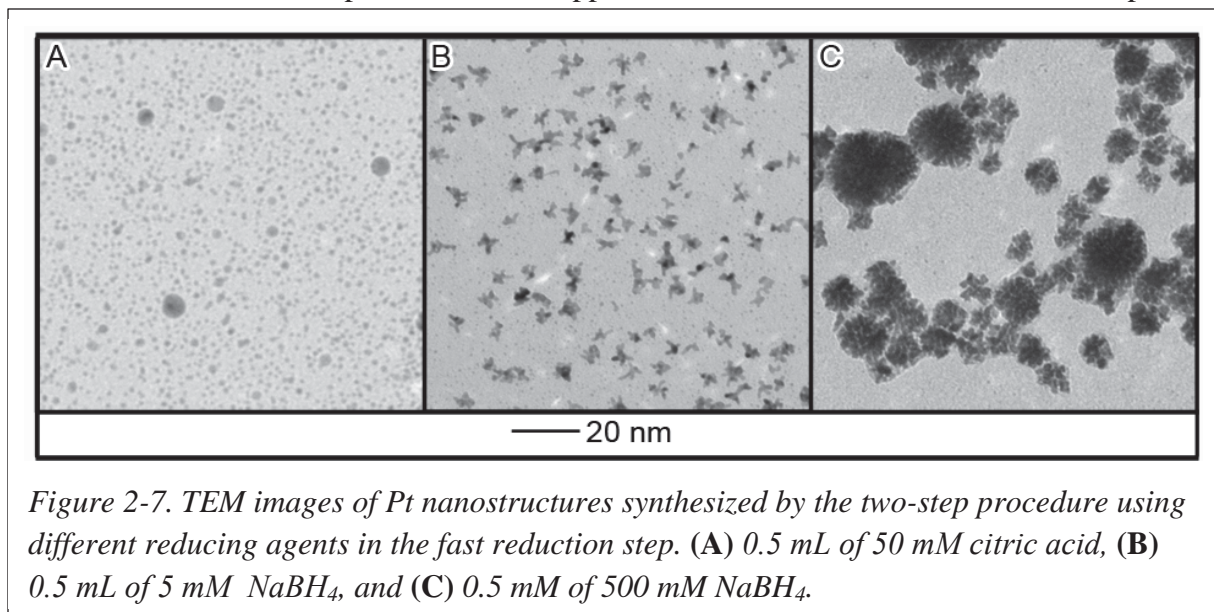 A
B
C
20 nm
Figure 2-7. TEM images of Pt nanostructures synthesized by the two-step procedure using
different reducing agents in the fast reduction step. (A) 0.5 mL of 50 mM citric acid, (B)
0.5 mL of 5 mM NaBH₄, and (C) 0.5 mM of 500 mM NaBH₄.